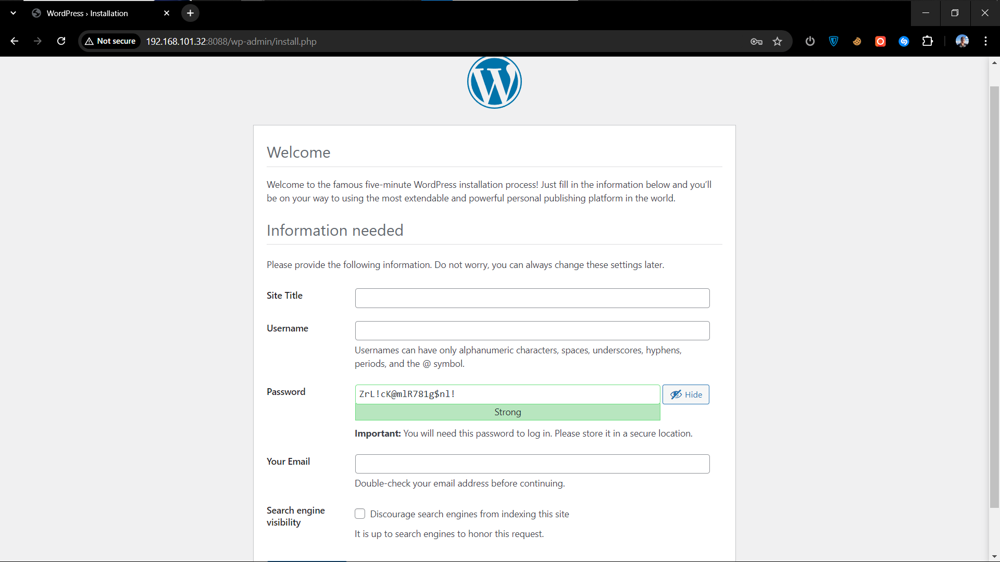 WordPress › Installation
Not secure
192.168.101.32:8088/wp-admin/install.php
Welcome
Welcome to the famous five-minute WordPress installation process! Just fill in the information below and you’ll
be on your way to using the most extendable and powerful personal publishing platform in the world.
Information needed
Please provide the following information. Do not worry, you can always change these settings later.
Site Title
Username
Usernames can have only alphanumeric characters, spaces, underscores, hyphens,
periods, and the @ symbol.
Password
ZrL!cK@mlR781g$nl!
Hide
Strong
Important: You will need this password to log in. Please store it in a secure location.
Your Email
Double-check your email address before continuing.
Search engine
visibility
Discourage search engines from indexing this site
It is up to search engines to honor this request.